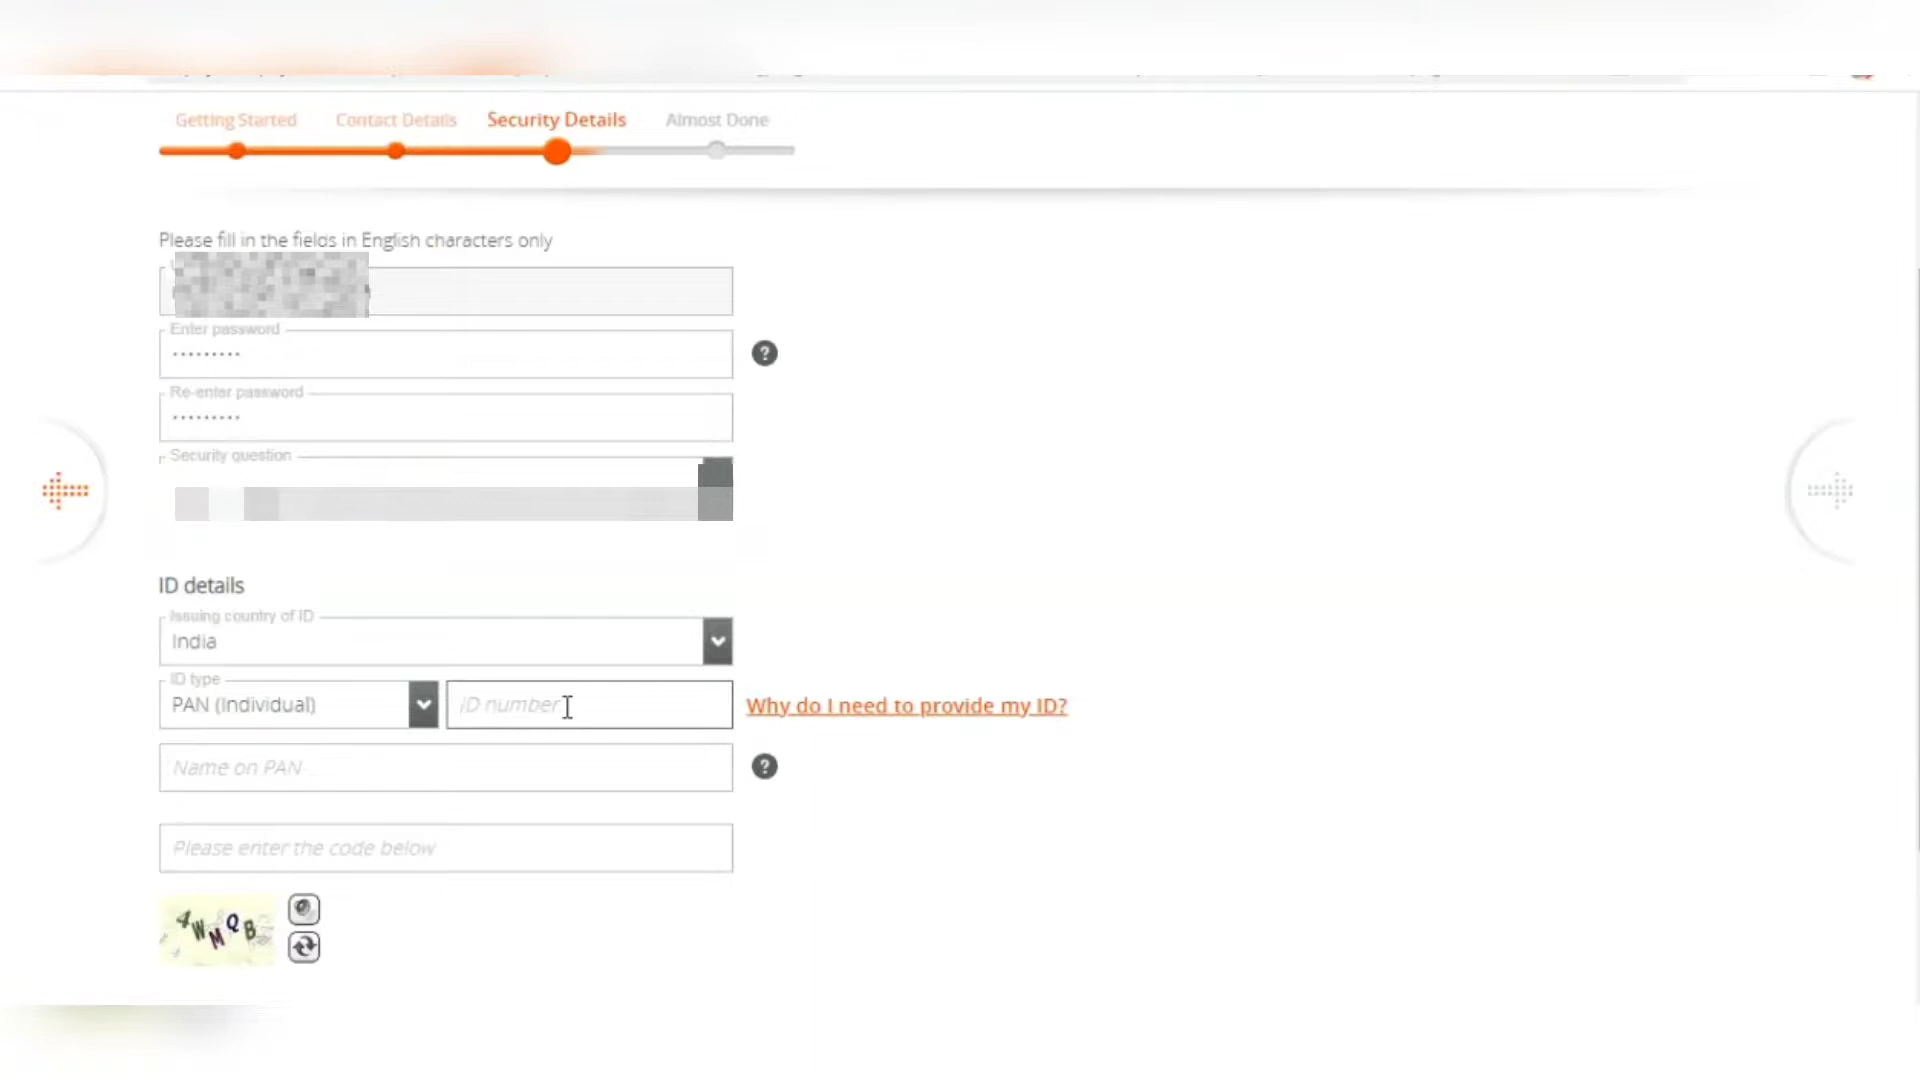 Getting Started Contact Details Security Details Almost Done
Please fill in the fields in English characters only
Enter password
•••••••••
?
Re-enter password
•••••••••
Security question
ID details
Issuing country of ID
India
ID type
PAN (Individual) ID number Why do I need to provide my ID?
Name on PAN
?
Please enter the code below
4WMQB